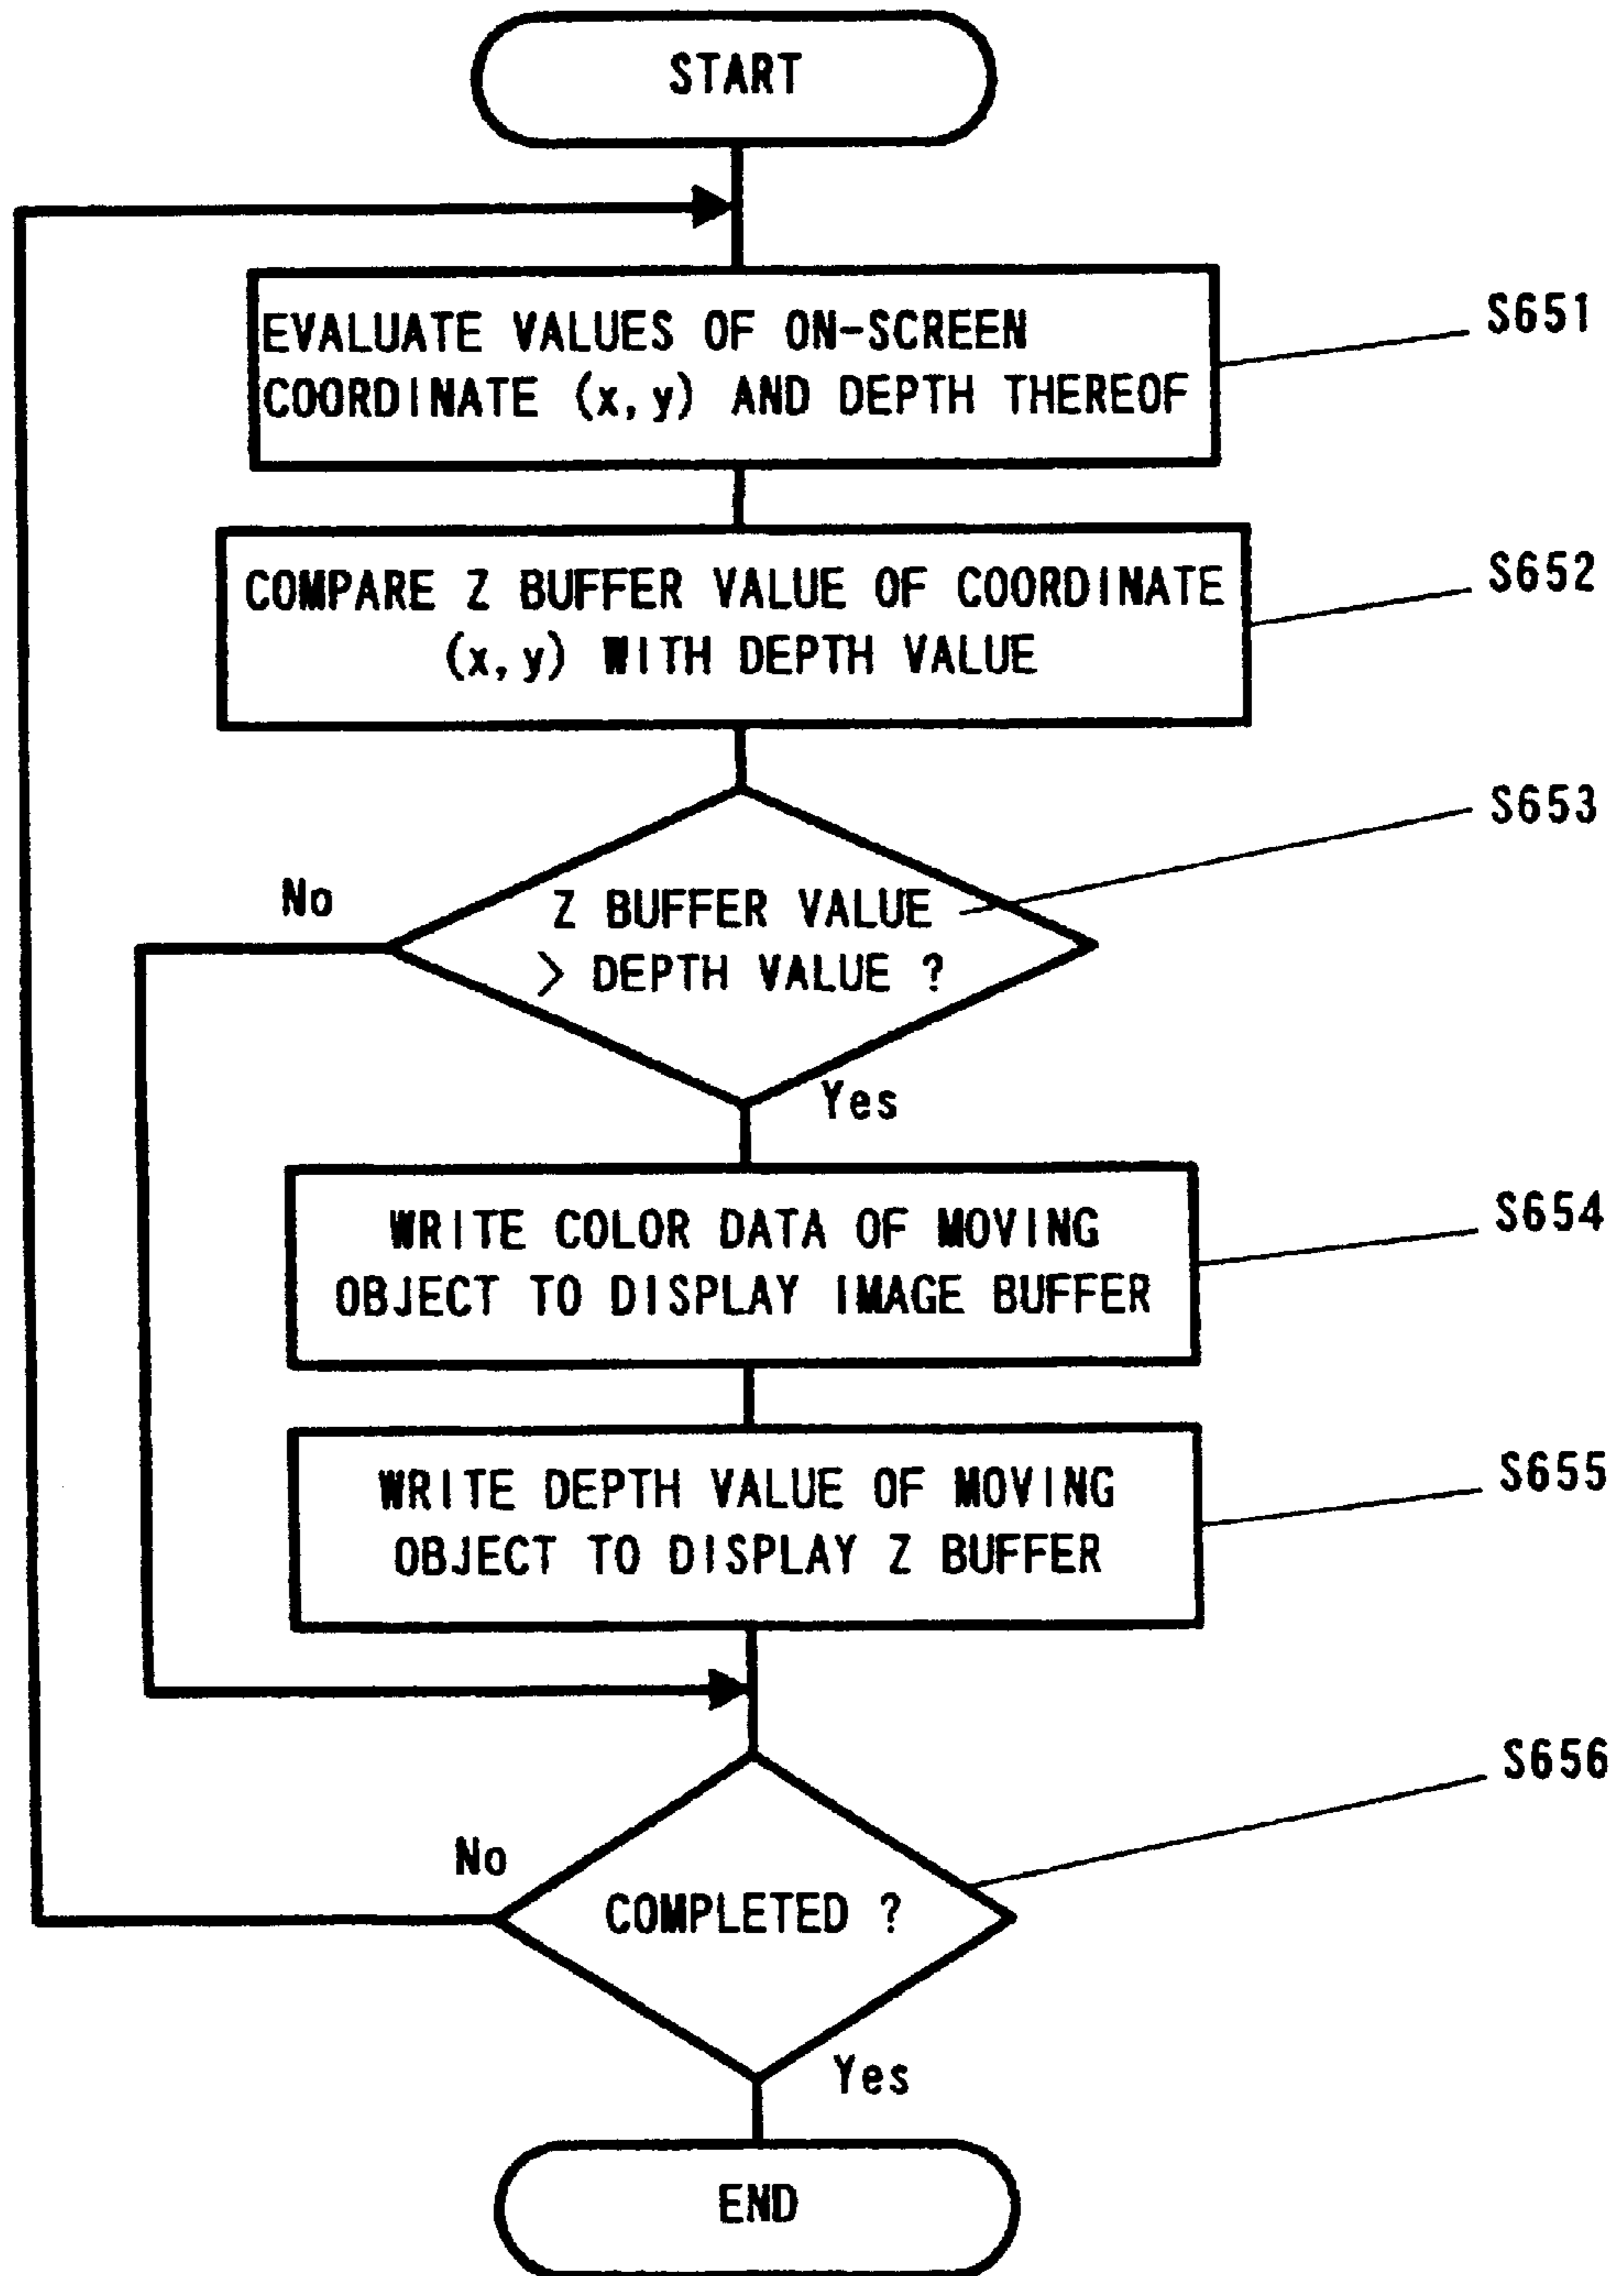 START
EVALUATE VALUES OF ON-SCREEN
COORDINATE (x, y) AND DEPTH THEREOF
S651
COMPARE Z BUFFER VALUE OF COORDINATE
(x, y) WITH DEPTH VALUE
S652
S653
No
Z BUFFER VALUE
> DEPTH VALUE ?
Yes
WRITE COLOR DATA OF MOVING
OBJECT TO DISPLAY IMAGE BUFFER
S654
WRITE DEPTH VALUE OF MOVING
OBJECT TO DISPLAY Z BUFFER
S655
S656
No
COMPLETED ?
Yes
END